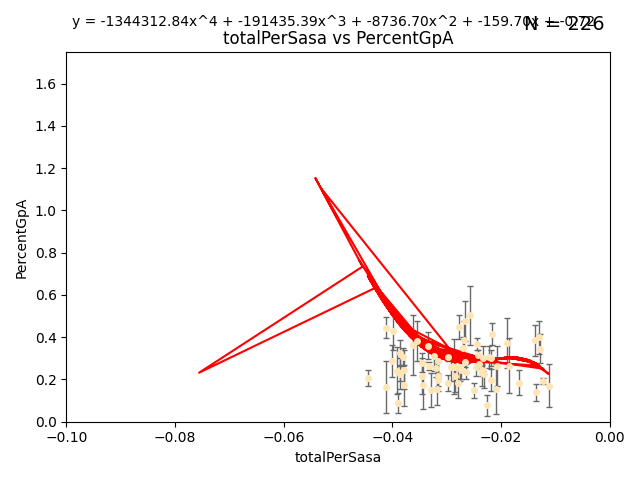 y = -1344312.84x^4 + -191435.39x^3 + -8736.70x^2 + -159.70x + -0.72
N = 226
totalPerSasa vs PercentGpA
1.6
1.4
1.2
1.0
0.8
0.6
0.4
0.2
0.0
PercentGpA
−0.10 −0.08 −0.06 −0.04 −0.02 0.00
totalPerSasa